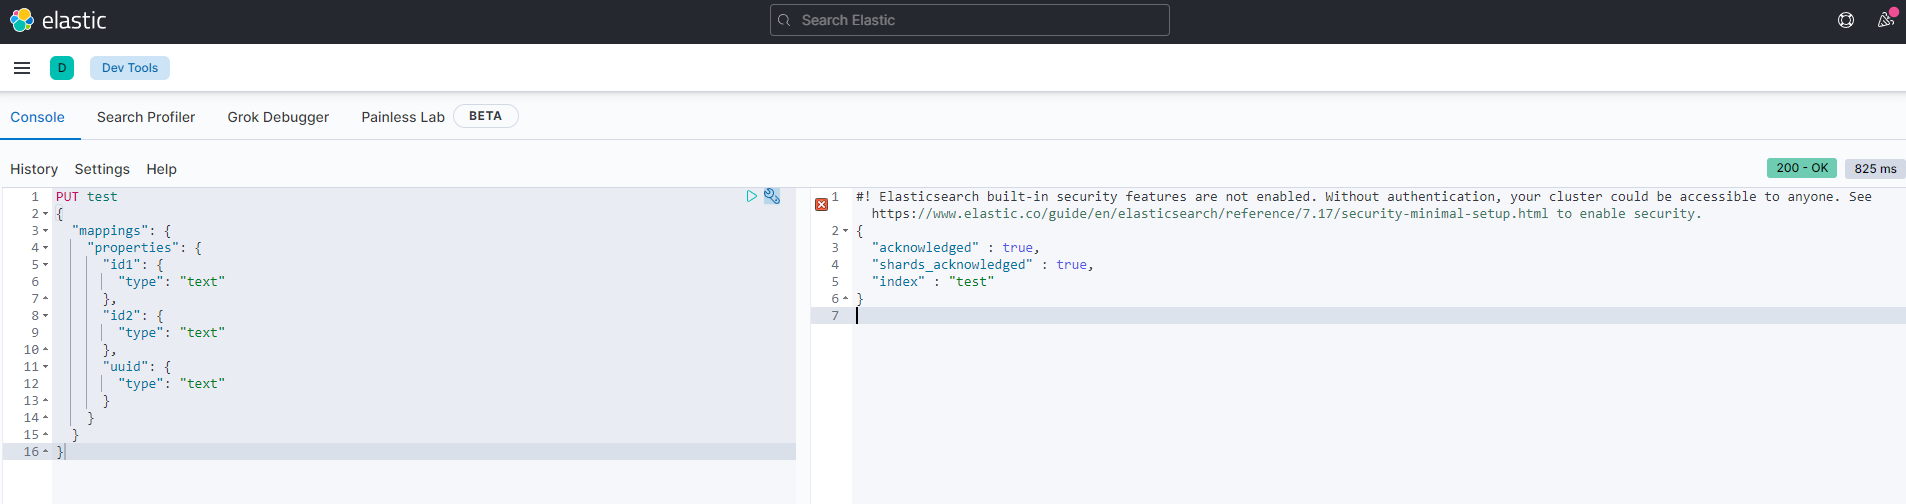 elastic
Search Elastic
D
Dev Tools
Console
Search Profiler
Grok Debugger
Painless Lab
BETA
History
Settings
Help
200 - OK
825 ms
1 PUT test
2 {
3 "mappings": {
4 "properties": {
5 "id1": {
6 "type": "text"
7 },
8 "id2": {
9 "type": "text"
10 },
11 "uuid": {
12 "type": "text"
13 }
14 }
15 }
16 }
1 #! Elasticsearch built-in security features are not enabled. Without authentication, your cluster could be accessible to anyone. See
https://www.elastic.co/guide/en/elasticsearch/reference/7.17/security-minimal-setup.html to enable security.
2 {
3 "acknowledged" : true,
4 "shards_acknowledged" : true,
5 "index" : "test"
6 }
7